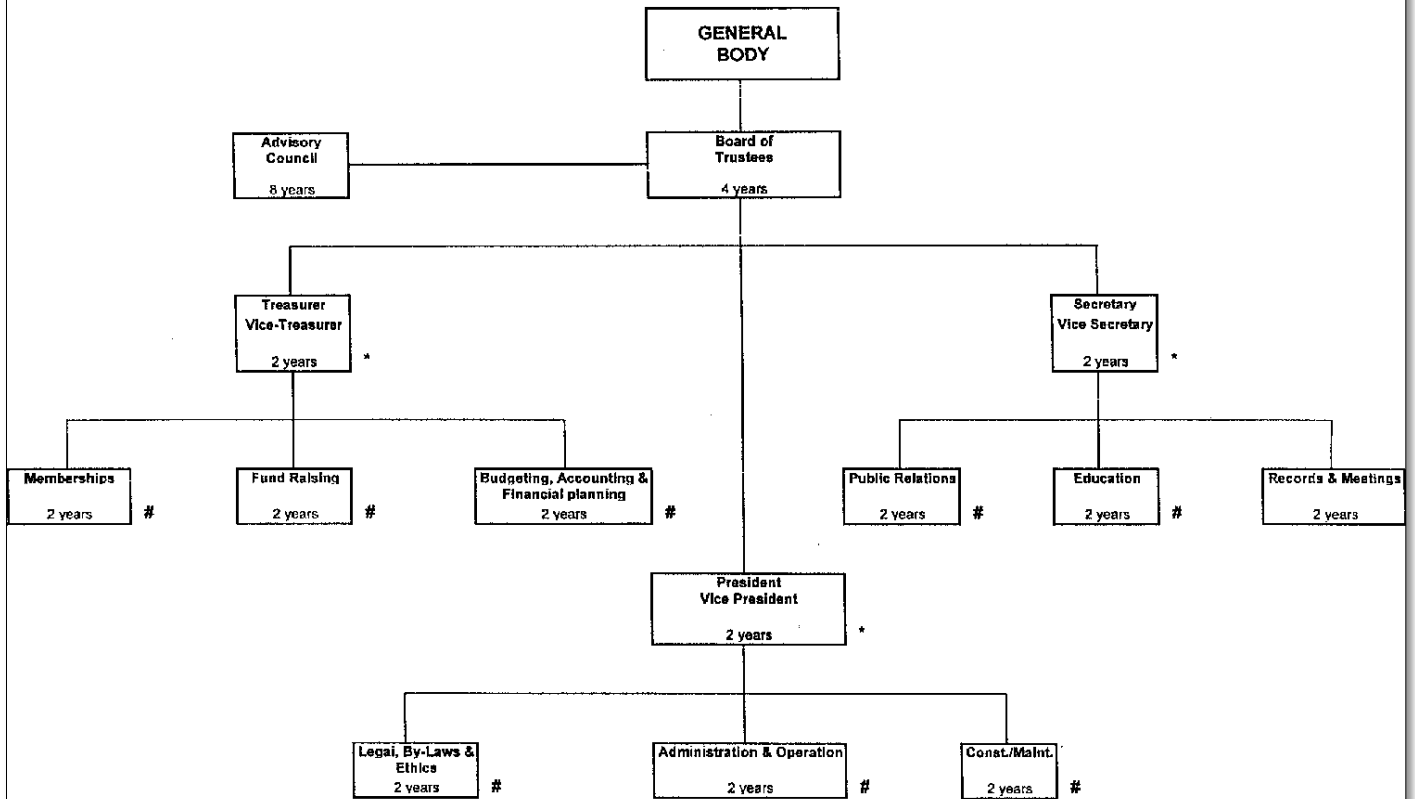 GENERAL
BODY
Advisory
Council
8 years
Board of
Trustees
4 years
Treasurer
Vice-Treasurer
2 years *
Secretary
Vice Secretary
2 years *
Memberships
2 years #
Fund Raising
2 years #
Budgeting, Accounting &
Financial planning
2 years #
Public Relations
2 years #
Education
2 years #
Records & Meetings
2 years
President
Vice President
2 years *
Legal, By-Laws &
Ethics
2 years #
Administration & Operation
2 years #
Const./Maint.
2 years #